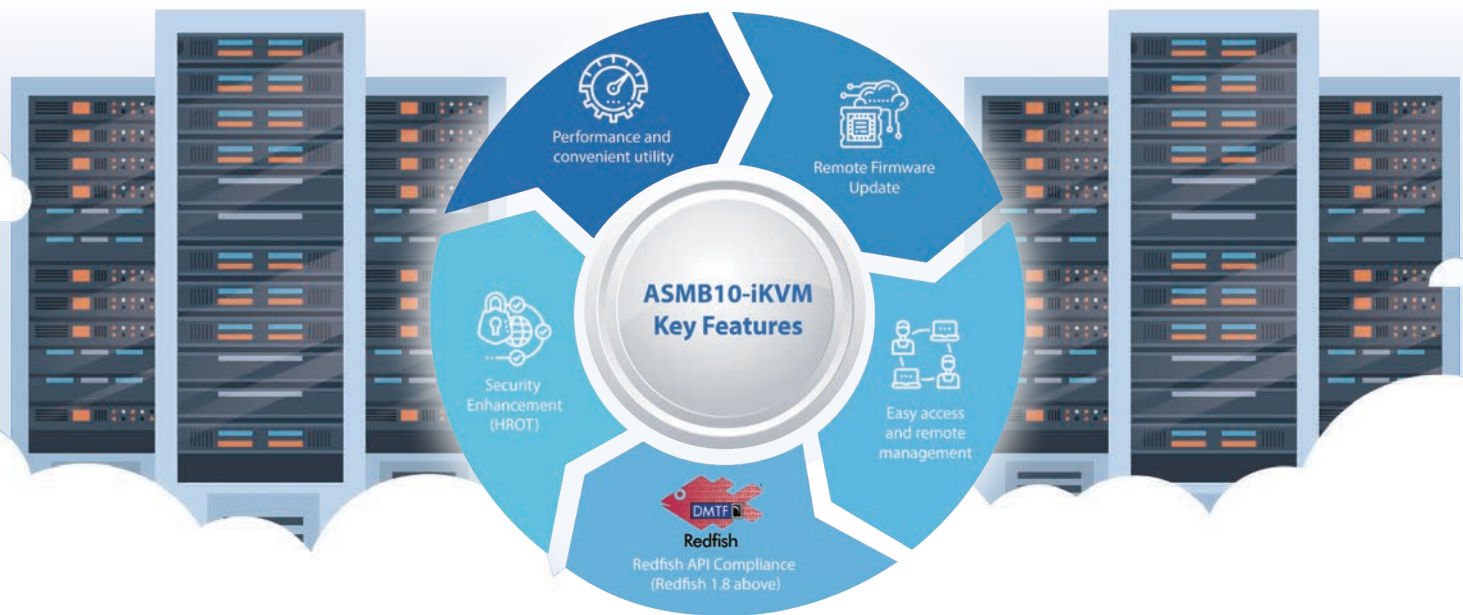 Performance and
convenient utility
Remote Firmware
Update
ASMB10-iKVM
Key Features
Security
Enhancement
(HROT)
Easy access
and remote
management
DMTF
Redfish
Redfish API Compliance
(Redfish 1.8 above)